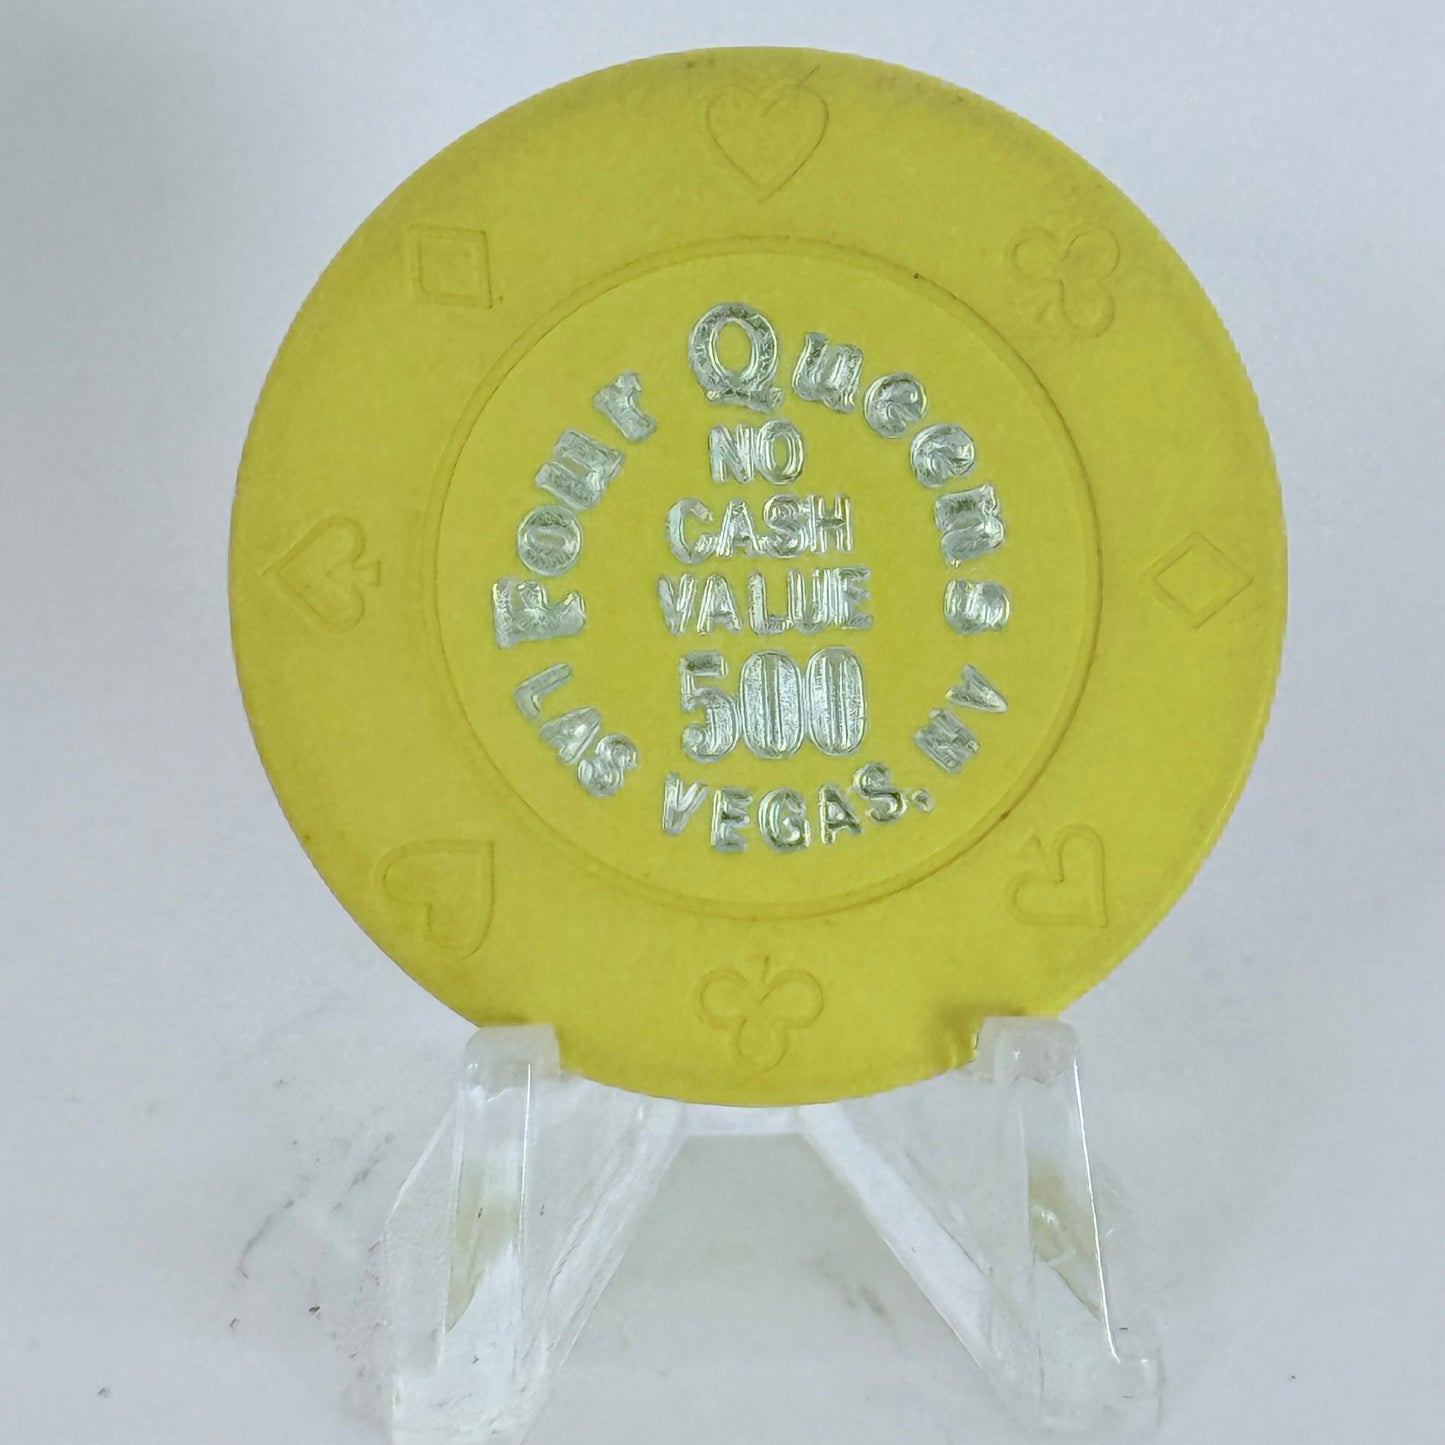 Four Queens
NO
CASH
VALUE
500
LAS VEGAS, NV